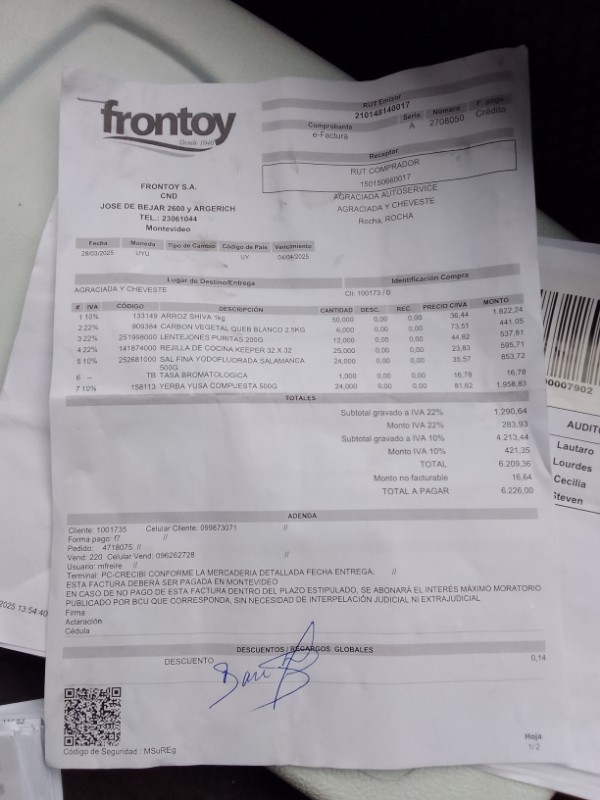 frontoy
Desde 1940
RUT Emisor
210148140017
Comprobante Serie Número F. pago
e-Factura A 2708050 Crédito
Receptor
RUT COMPRADOR
150150660017
AGRACIADA AUTOSERVICE
AGRACIADA Y CHEVESTE
Rocha, ROCHA
FRONTOY S.A.
CND
JOSE DE BEJAR 2600 y ARGERICH
TEL.: 23061044
Montevideo
Fecha Moneda Tipo de Cambio Código de País Vencimiento
28/03/2025 UYU UY 04/04/2025
Lugar de Destino/Entrega Identificación Compra
AGRACIADA Y CHEVESTE CI: 100173 / 0
# IVA CÓDIGO DESCRIPCIÓN CANTIDAD DESC. REC. PRECIO C/IVA MONTO
1 10% 133149 ARROZ SHIVA 1kg 50,000 0,00 0,00 36,44 1.822,24
2 22% 909384 CARBON VEGETAL QUEB BLANCO 2.5KG 6,000 0,00 0,00 73,51 441,05
3 22% 251998000 LENTEJONES PURITAS 200G 12,000 0,00 0,00 44,82 537,81
4 22% 141874000 REJILLA DE COCINA KEEPER 32 X 32 25,000 0,00 0,00 23,83 595,71
5 10% 252681000 SAL FINA YODOFLUORADA SALAMANCA 24,000 0,00 0,00 35,57 853,72
500G
6 -- TB TASA BROMATOLOGICA 1,000 0,00 0,00 16,78 16,78
7 10% 158113 YERBA YUSA COMPUESTA 500G 24,000 0,00 0,00 81,62 1.958,83
TOTALES
Subtotal gravado a IVA 22% 1.290,64
Monto IVA 22% 283,93
Subtotal gravado a IVA 10% 4.213,44
Monto IVA 10% 421,35
TOTAL 6.209,36
Monto no facturable 16,64
TOTAL A PAGAR 6.226,00
ADENDA
Cliente: 1001735 Celular Cliente: 099673071 //
Forma pago: f7 //
Pedido: 4718075 //
Vend: 220 Celular Vend: 096262728 //
Usuario: mfreire //
Terminal: PC-CRECIBI CONFORME LA MERCADERIA DETALLADA FECHA ENTREGA: //
ESTA FACTURA DEBERÁ SER PAGADA EN MONTEVIDEO
EN CASO DE NO PAGO DE ESTA FACTURA DENTRO DEL PLAZO ESTIPULADO, SE ABONARÁ EL INTERÉS MÁXIMO MORATORIO
PUBLICADO POR BCU QUE CORRESPONDA, SIN NECESIDAD DE INTERPELACIÓN JUDICIAL NI EXTRAJUDICIAL
Firma
Aclaración
Cédula
DESCUENTOS / RECARGOS GLOBALES
DESCUENTO 0,14
Código de Seguridad : MSuREg
Hoja
1/2
0007902
AUDIT
Lautaro
Lourdes
Cecilia
Steven
2025 13:54:40